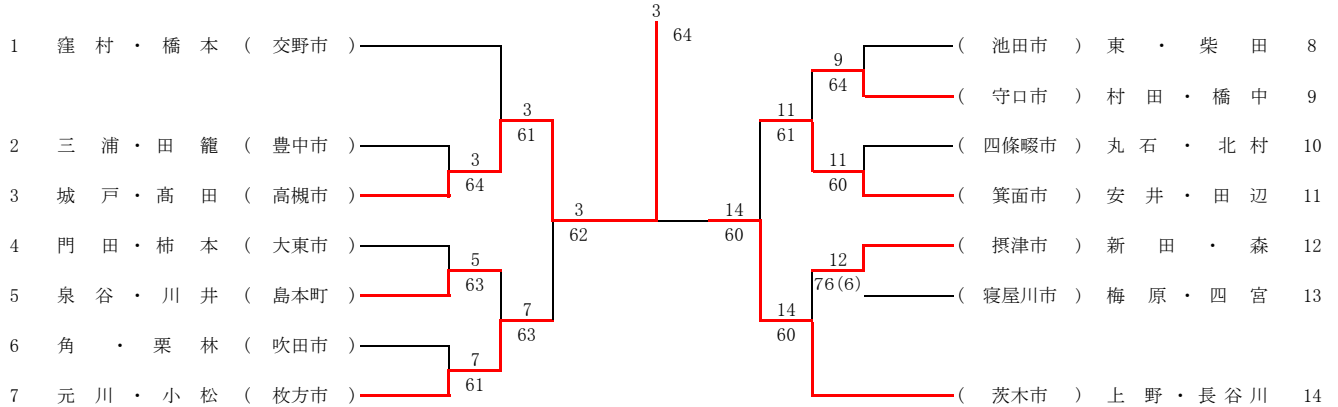 3
64
1 窪村・橋本 ( 交野市 )
( 池田市 ) 東・柴田 8
9
64
( 守口市 ) 村田・橋中 9
3
61
11
61
2 三浦・田籠 ( 豊中市 )
( 四條畷市 ) 丸石・北村 10
3
64
11
60
3 城戸・髙田 ( 高槻市 )
( 箕面市 ) 安井・田辺 11
3
62
14
60
4 門田・柿本 ( 大東市 )
( 摂津市 ) 新田・森 12
5
63
12
76(6)
5 泉谷・川井 ( 島本町 )
( 寝屋川市 ) 梅原・四宮 13
7
63
14
60
6 角・栗林 ( 吹田市 )
7
61
7 元川・小松 ( 枚方市 )
( 茨木市 ) 上野・長谷川 14